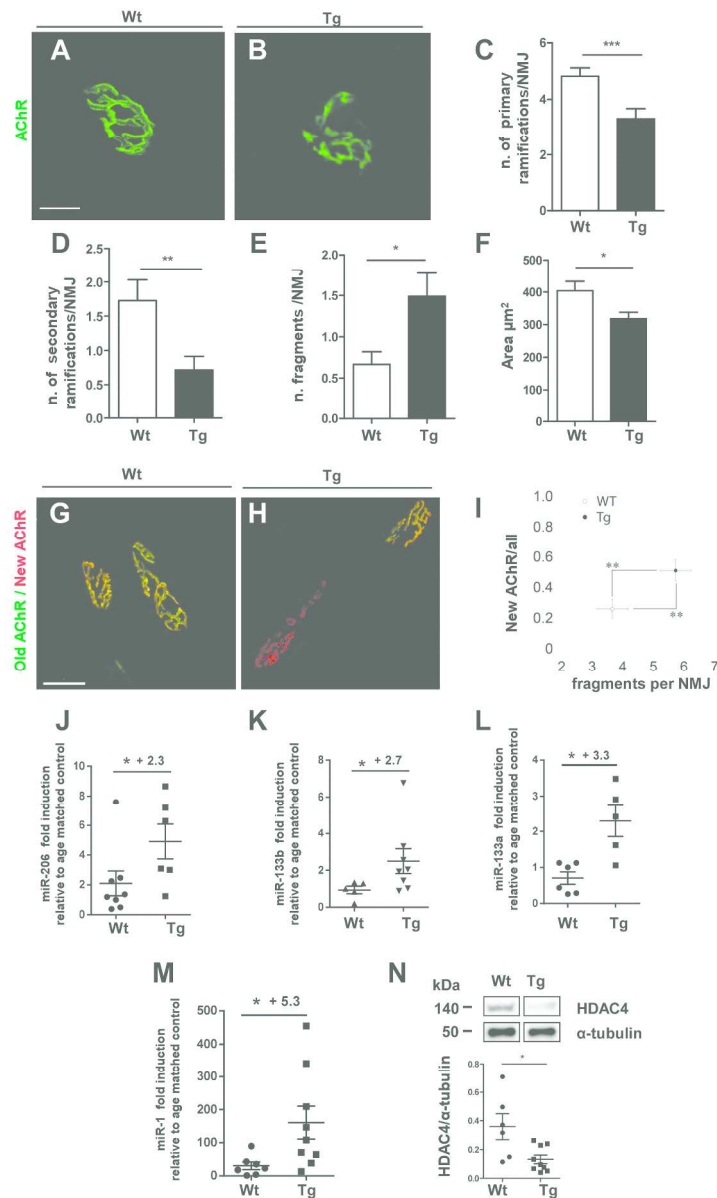 Wt
Tg
A
B
AChR
C
***
n. of primary
ramifications/NMJ
6
4
2
0
Wt
Tg
D
**
n. of secondary
ramifications/NMJ
2.5
2.0
1.5
1.0
0.5
0.0
Wt
Tg
E
*
n. fragments /NMJ
2.0
1.5
1.0
0.5
0.0
Wt
Tg
F
*
Area µm²
500
400
300
200
100
0
Wt
Tg
Wt
Tg
G
H
Old AChR / New AChR
I
WT
Tg
New AChR/all
1.0
0.8
0.6
0.4
0.2
0
**
**
2 3 4 5 6 7
fragments per NMJ
J
* + 2.3
miR-206 fold induction
relative to age matched control
10
8
6
4
2
0
Wt
Tg
K
* + 2.7
miR-133b fold induction
relative to age matched control
8
6
4
2
0
Wt
Tg
L
* + 3.3
miR-133a fold induction
relative to age matched control
4
3
2
1
0
Wt
Tg
M
* + 5.3
miR-1 fold induction
relative to age matched control
500
400
300
200
100
0
Wt
Tg
N
kDa
Wt Tg
140
HDAC4
50
α-tubulin
*
HDAC4/α-tubulin
0.8
0.6
0.4
0.2
0.0
Wt
Tg